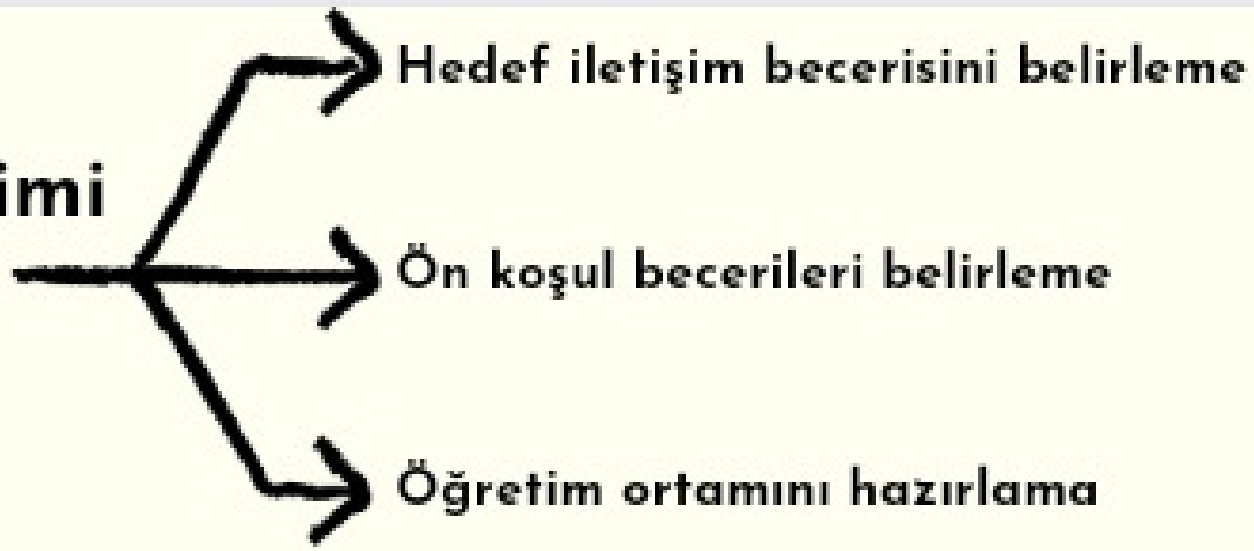 Hedef iletişim becerisini belirleme
imi
Ön koşul becerileri belirleme
Öğretim ortamını hazırlama